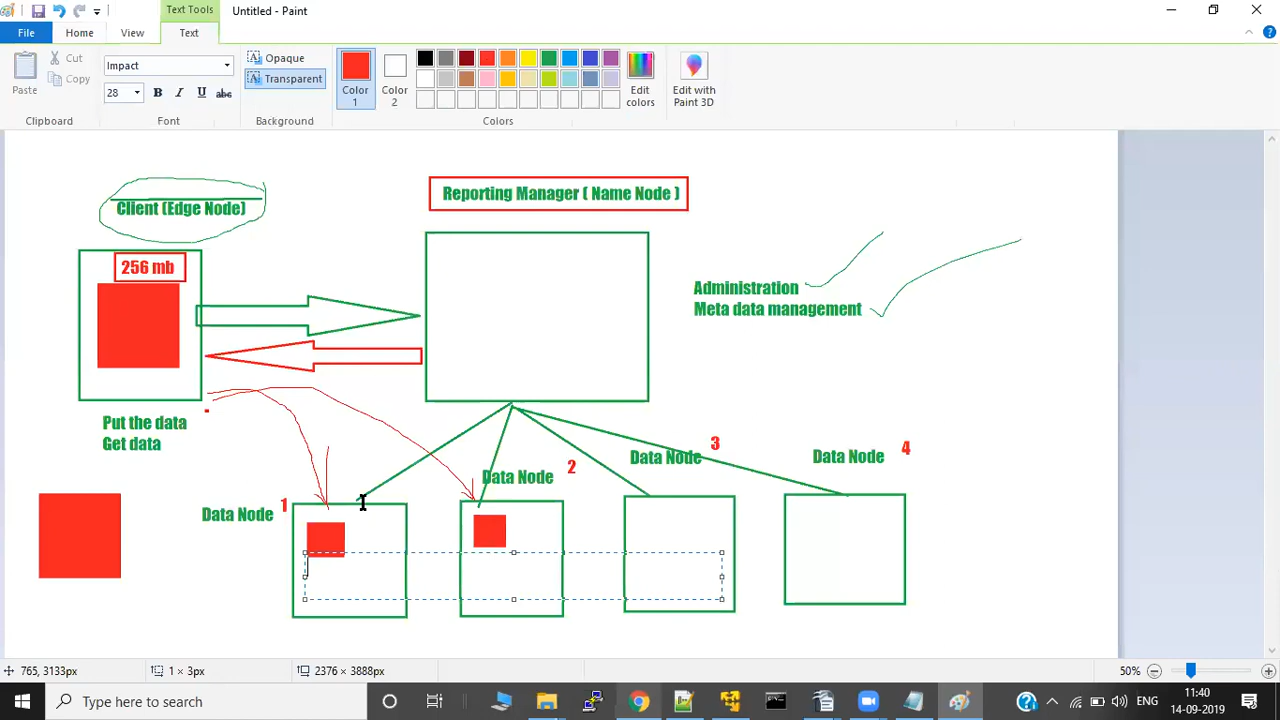 Text Tools
Untitled - Paint
File
Home
View
Text
Paste
Cut
Copy
Clipboard
Impact
28
B I U abc
Font
Opaque
Transparent
Background
Color 1
Color 2
Edit colors
Colors
Edit with Paint 3D
Client (Edge Node)
Reporting Manager ( Name Node )
256 mb
Administration
Meta data management
Put the data
Get data
Data Node 1
Data Node 2
Data Node 3
Data Node 4
765, 3133px
1 × 3px
2376 × 3888px
50%
Type here to search
ENG
11:40
14-09-2019